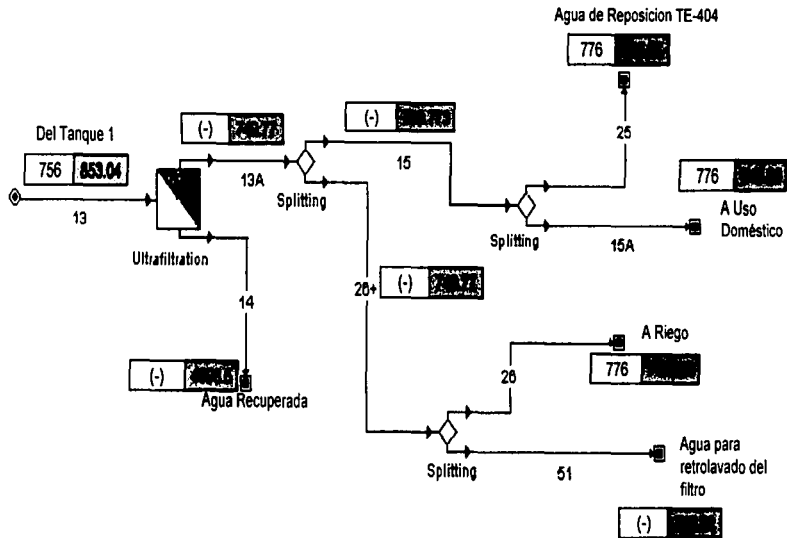 Agua de Reposicion TE-404
776
Del Tanque 1
756 853.04
(-)
(-)
13
13A
15
25
Splitting
Ultrafiltration
776
A Uso
Doméstico
Splitting
15A
14
26+
(-)
(-)
Agua Recuperada
A Riego
776
26
Splitting
51
Agua para
retrolavado del
filtro
(-)